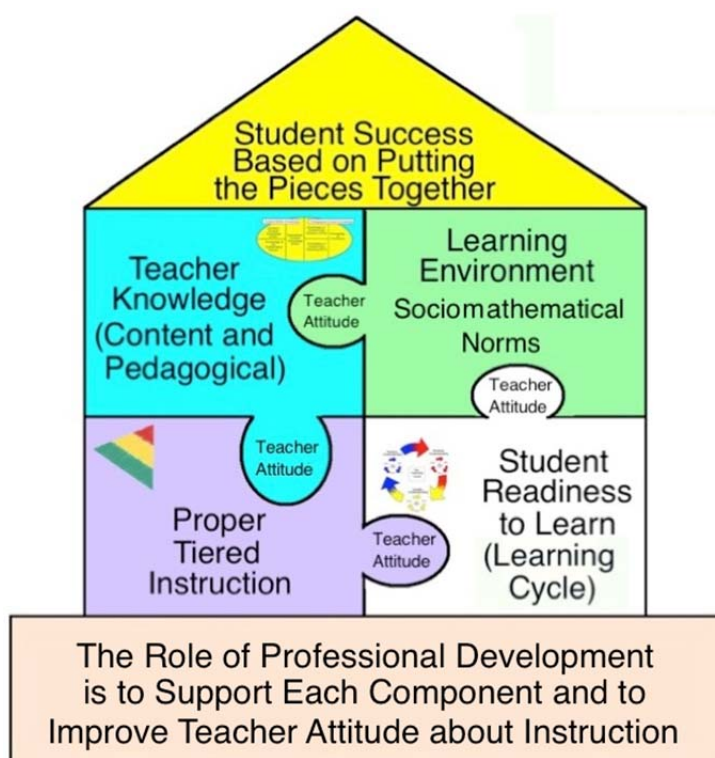 Student Success
Based on Putting
the Pieces Together
Teacher
Knowledge
(Content and
Pedagogical)
Teacher
Attitude
Learning
Environment
Sociomathematical
Norms
Teacher
Attitude
Teacher
Attitude
Proper
Tiered
Instruction
Teacher
Attitude
Student
Readiness
to Learn
(Learning
Cycle)
The Role of Professional Development
is to Support Each Component and to
Improve Teacher Attitude about Instruction